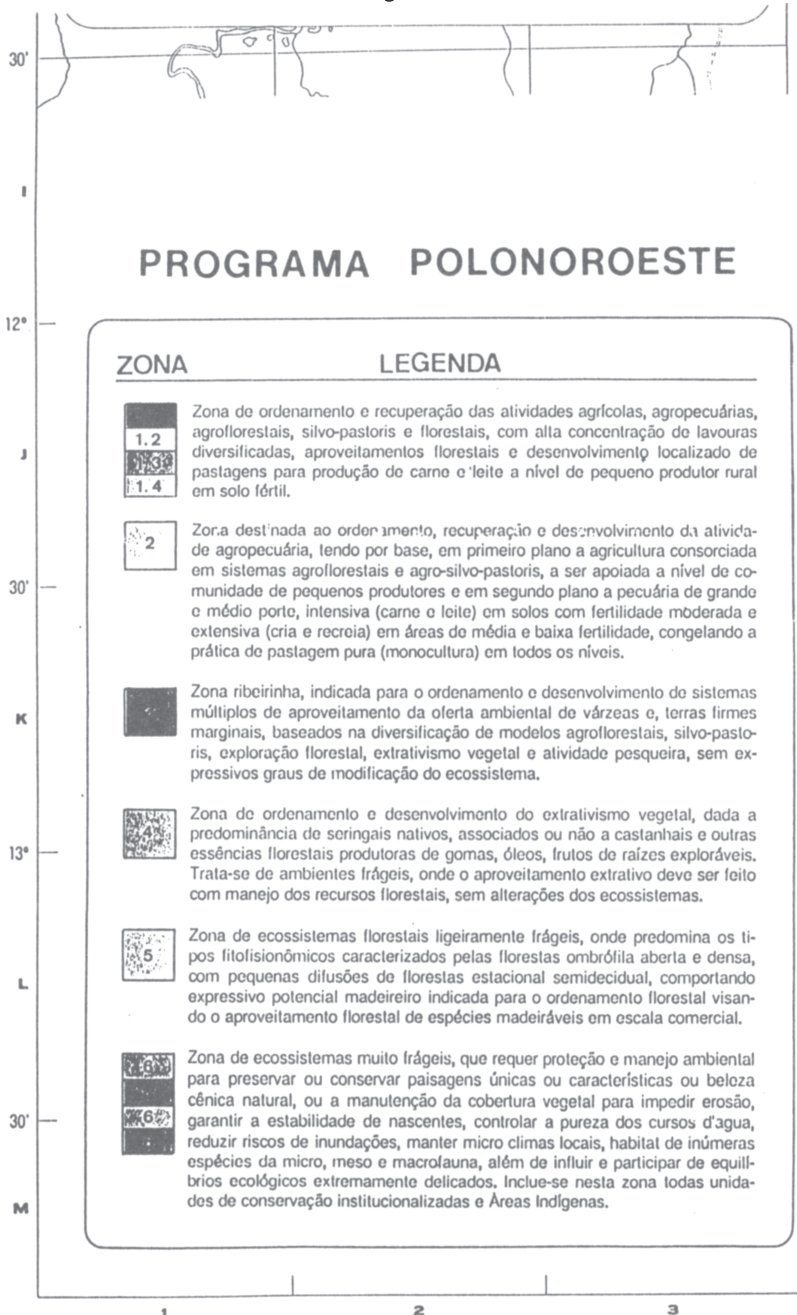 30'
I
PROGRAMA POLONOROESTE
12°
ZONA LEGENDA
1.2
1.3
1.4
J
Zona de ordenamento e recuperação das atividades agrícolas, agropecuárias,
agroflorestais, silvo-pastoris e florestais, com alta concentração de lavouras
diversificadas, aproveitamentos florestais e desenvolvimento localizado de
pastagens para produção de carne e leite a nível de pequeno produtor rural
em solo fértil.
2
Zona destinada ao ordenamento, recuperação e desenvolvimento da ativida-
de agropecuária, tendo por base, em primeiro plano a agricultura consorciada
em sistemas agroflorestais e agro-silvo-pastoris, a ser apoiada a nível de co-
30'
munidade de pequenos produtores e em segundo plano a pecuária de grande
e médio porte, intensiva (carne e leite) em solos com fertilidade moderada e
extensiva (cria e recreia) em áreas de média e baixa fertilidade, congelando a
prática de pastagem pura (monocultura) em todos os níveis.
K
Zona ribeirinha, indicada para o ordenamento e desenvolvimento de sistemas
múltiplos de aproveitamento da oferta ambiental de várzeas e, terras firmes
marginais, baseados na diversificação de modelos agroflorestais, silvo-pasto-
ris, exploração florestal, extrativismo vegetal e atividade pesqueira, sem ex-
pressivos graus de modificação do ecossistema.
4
Zona de ordenamento e desenvolvimento do extrativismo vegetal, dada a
predominância de seringais nativos, associados ou não a castanhais e outras
13°
essências florestais produtoras de gomas, óleos, frutos de raízes exploráveis.
Trata-se de ambientes frágeis, onde o aproveitamento extrativo deve ser feito
com manejo dos recursos florestais, sem alterações dos ecossistemas.
5
Zona de ecossistemas florestais ligeiramente frágeis, onde predomina os ti-
pos fitofisionômicos caracterizados pelas florestas ombrófila aberta e densa,
L
com pequenas difusões de florestas estacional semidecidual, comportando
expressivo potencial madeireiro indicada para o ordenamento florestal visan-
do o aproveitamento florestal de espécies madeiráveis em escala comercial.
6
6
Zona de ecossistemas muito frágeis, que requer proteção e manejo ambiental
para preservar ou conservar paisagens únicas ou características ou beleza
cênica natural, ou a manutenção da cobertura vegetal para impedir erosão,
30'
garantir a estabilidade de nascentes, controlar a pureza dos cursos d'agua,
reduzir riscos de inundações, manter micro climas locais, habitat de inúmeras
espécies da micro, meso e macrofauna, além de influir e participar de equilí-
brios ecológicos extremamente delicados. Inclue-se nesta zona todas unida-
des de conservação institucionalizadas e Áreas Indígenas.
M
1 2 3